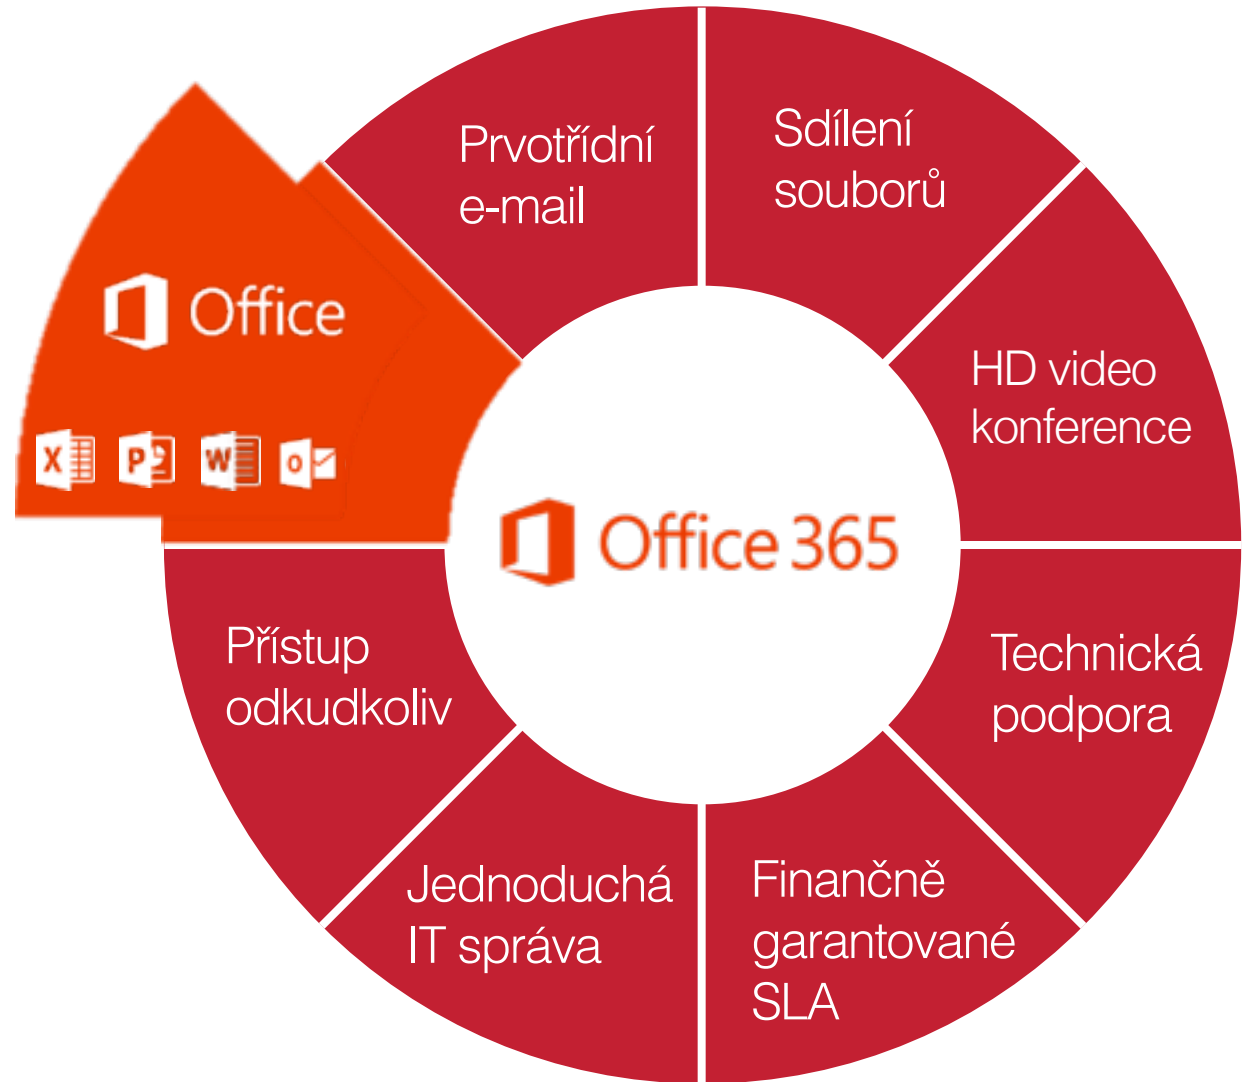 Prvotřídní
e-mail
Sdílení
souborů
HD video
konference
Technická
podpora
Finančně
garantované
SLA
Jednoduchá
IT správa
Přístup
odkudkoliv
Office
X P W O
Office 365